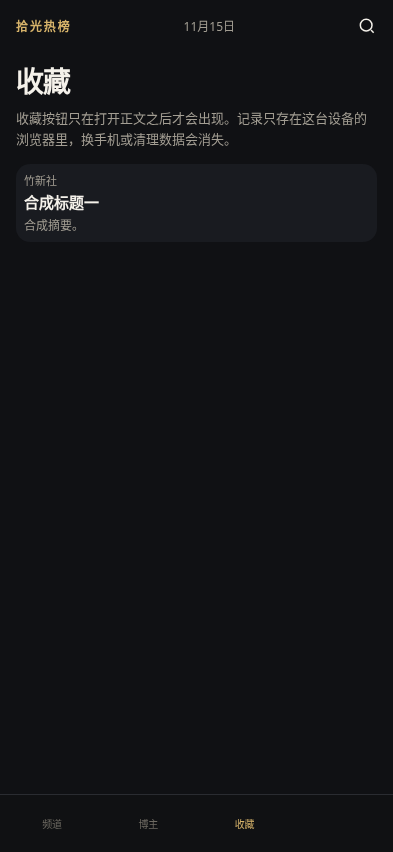 拾光热榜
11月15日
收藏
收藏按钮只在打开正文之后才会出现。记录只存在这台设备的
浏览器里，换手机或清理数据会消失。
竹新社
合成标题一
合成摘要。
频道
博主
收藏